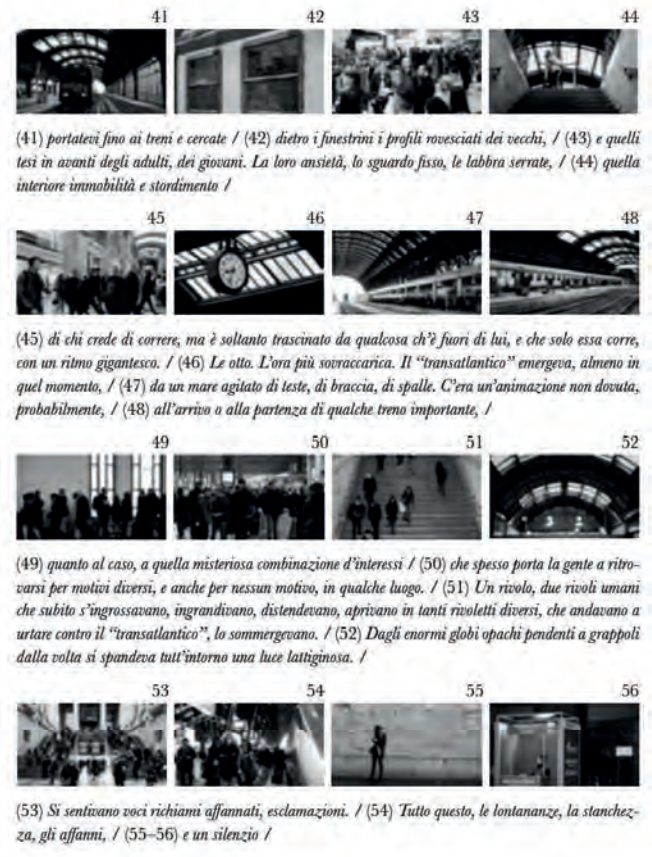 41 42 43 44
(41) portatevi fino ai treni e cercate / (42) dietro i finestrini i profili rovesciati dei vecchi, / (43) e quelli
tesi in avanti degli adulti, dei giovani. La loro ansietà, lo sguardo fisso, le labbra serrate, / (44) quella
interiore immobilità e stordimento /
45 46 47 48
(45) di chi crede di correre, ma è soltanto trascinato da qualcosa ch'è fuori di lui, e che solo essa corre,
con un ritmo gigantesco. / (46) Le otto. L'ora più sovraccarica. Il “transatlantico” emergeva, almeno in
quel momento, / (47) da un mare agitato di teste, di braccia, di spalle. C'era un'animazione non dovuta,
probabilmente, / (48) all'arrivo o alla partenza di qualche treno importante, /
49 50 51 52
(49) quanto al caso, a quella misteriosa combinazione d'interessi / (50) che spesso porta la gente a ritro-
varsi per motivi diversi, e anche per nessun motivo, in qualche luogo. / (51) Un rivolo, due rivoli umani
che subito s'ingrossavano, ingrandivano, distendevano, aprivano in tanti rivoletti diversi, che andavano a
urtare contro il “transatlantico”, lo sommergevano. / (52) Dagli enormi globi opachi pendenti a grappoli
dalla volta si spandeva tutt'intorno una luce lattiginosa. /
53 54 55 56
(53) Si sentivano voci richiami affannati, esclamazioni. / (54) Tutto questo, le lontananze, la stanchez-
za, gli affanni, / (55–56) e un silenzio /